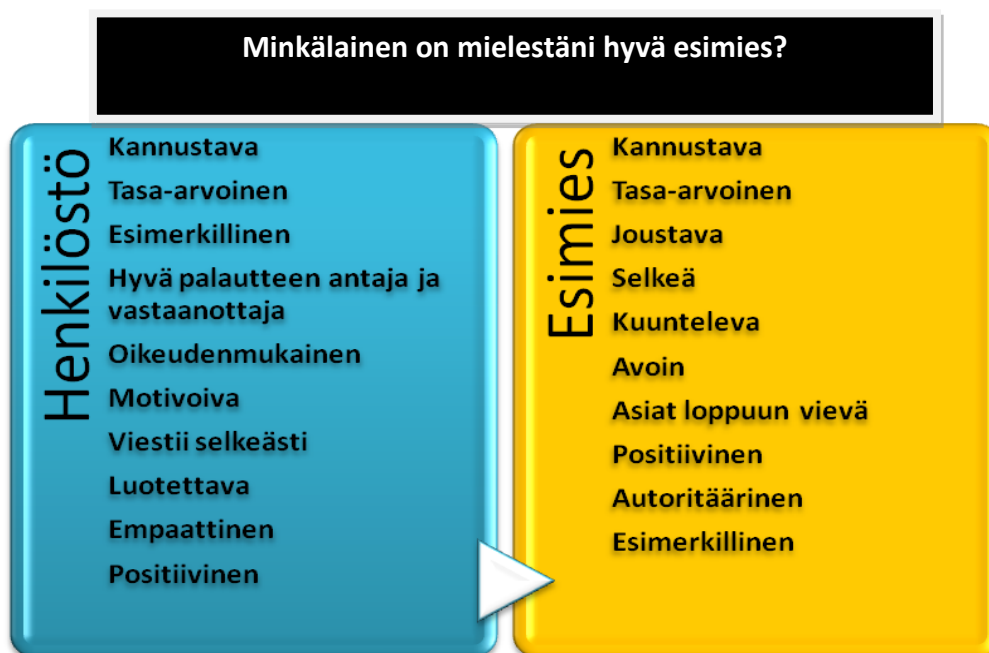 Minkälainen on mielestäni hyvä esimies?
Henkilöstö
Kannustava
Tasa-arvoinen
Esimerkillinen
Hyvä palautteen antaja ja
vastaanottaja
Oikeudenmukainen
Motivoiva
Viestii selkeästi
Luotettava
Empaattinen
Positiivinen
Esimies
Kannustava
Tasa-arvoinen
Joustava
Selkeä
Kuunteleva
Avoin
Asiat loppuun vievä
Positiivinen
Autoritäärinen
Esimerkillinen